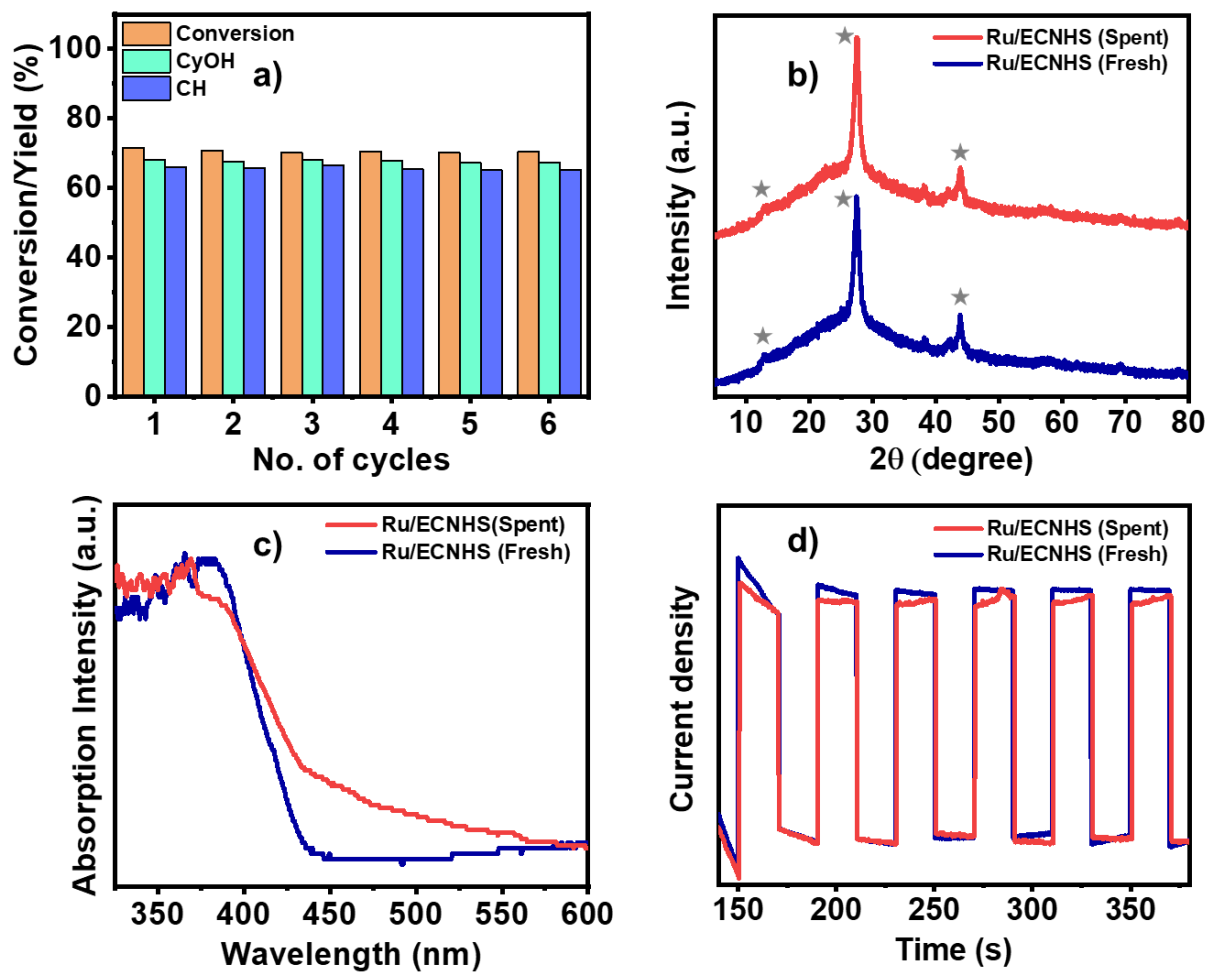 Conversion
CyOH
CH
a)
100
80
60
40
20
0
Conversion/Yield (%)
1 2 3 4 5 6
No. of cycles
b)
Ru/ECNHS (Spent)
Ru/ECNHS (Fresh)
Intensity (a.u.)
10 20 30 40 50 60 70 80
2θ (degree)
c)
Ru/ECNHS(Spent)
Ru/ECNHS (Fresh)
Absorption Intensity (a.u.)
350 400 450 500 550 600
Wavelength (nm)
d)
Ru/ECNHS (Spent)
Ru/ECNHS (Fresh)
Current density
150 200 250 300 350
Time (s)